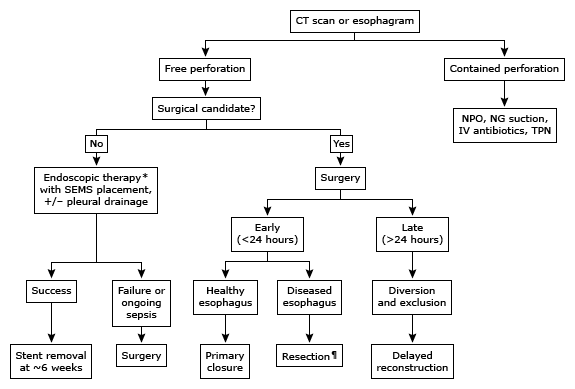 CT scan or esophagram
Free perforation
Contained perforation
Surgical candidate?
NPO, NG suction,
IV antibiotics, TPN
No
Yes
Endoscopic therapy*
with SEMS placement,
+/– pleural drainage
Surgery
Early
(<24 hours)
Late
(>24 hours)
Success
Failure or
ongoing
sepsis
Healthy
esophagus
Diseased
esophagus
Diversion
and exclusion
Stent removal
at ~6 weeks
Surgery
Primary
closure
Resection¶
Delayed
reconstruction